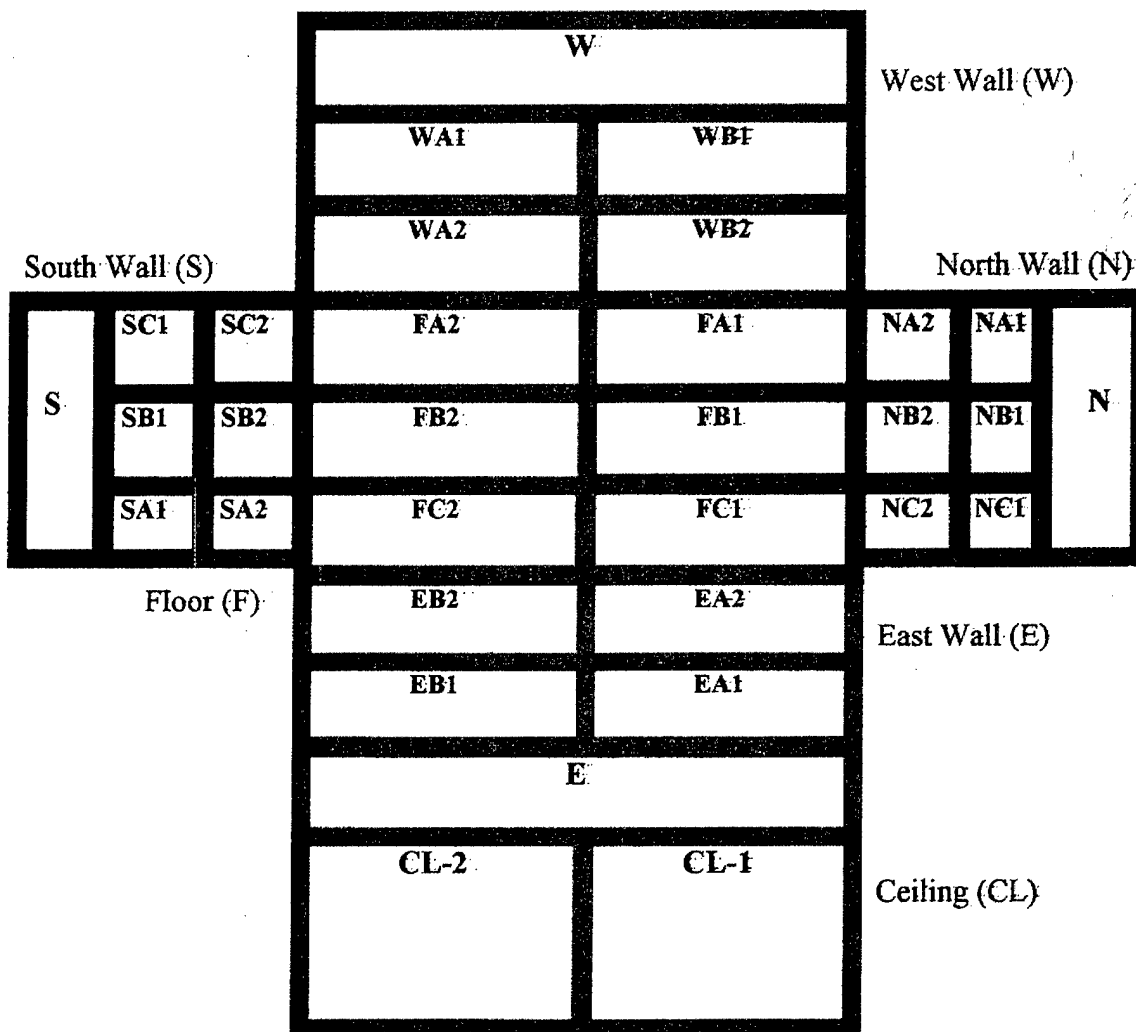 W
West Wall (W)
WA1 WB1
WA2 WB2
South Wall (S) North Wall (N)
SC1 SC2 FA2 FA1 NA2 NA1
S SB1 SB2 FB2 FB1 NB2 NB1 N
SA1 SA2 FC2 FC1 NC2 NC1
Floor (F) EB2 EA2
East Wall (E)
EB1 EA1
E
CL-2 CL-1
Ceiling (CL)